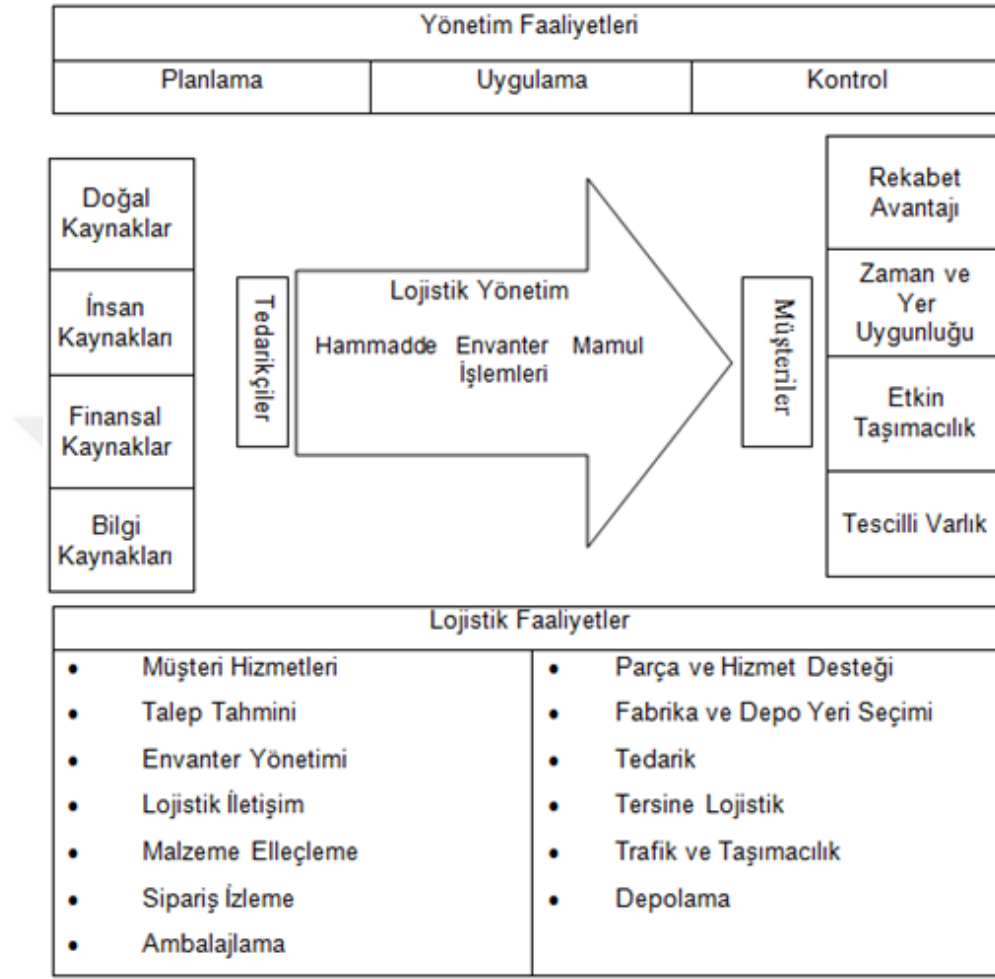 Yönetim Faaliyetleri
Planlama Uygulama Kontrol
Doğal
Kaynaklar
İnsan
Kaynakları
Finansal
Kaynaklar
Bilgi
Kaynakları
Tedarikçiler
Lojistik Yönetim
Hammadde Envanter Mamul
İşlemleri
Müşteriler
Rekabet
Avantajı
Zaman ve
Yer
Uygunluğu
Etkin
Taşımacılık
Tescilli Varlık
Lojistik Faaliyetler
• Müşteri Hizmetleri
• Talep Tahmini
• Envanter Yönetimi
• Lojistik İletişim
• Malzeme Elleçleme
• Sipariş İzleme
• Ambalajlama
• Parça ve Hizmet Desteği
• Fabrika ve Depo Yeri Seçimi
• Tedarik
• Tersine Lojistik
• Trafik ve Taşımacılık
• Depolama